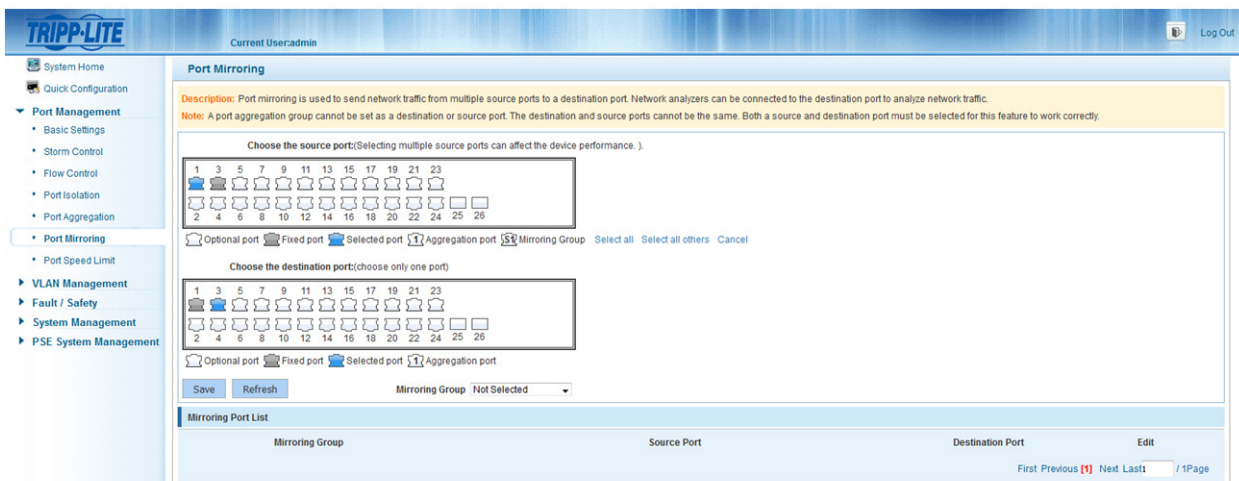 TRIPP·LITE
Current User:admin
Log Out
System Home
Quick Configuration
Port Management
Basic Settings
Storm Control
Flow Control
Port Isolation
Port Aggregation
Port Mirroring
Port Speed Limit
VLAN Management
Fault / Safety
System Management
PSE System Management
Port Mirroring
Description: Port mirroring is used to send network traffic from multiple source ports to a destination port. Network analyzers can be connected to the destination port to analyze network traffic.
Note: A port aggregation group cannot be set as a destination or source port. The destination and source ports cannot be the same. Both a source and destination port must be selected for this feature to work correctly.
Choose the source port:(Selecting multiple source ports can affect the device performance. ).
1 3 5 7 9 11 13 15 17 19 21 23
2 4 6 8 10 12 14 16 18 20 22 24 25 26
Optional port Fixed port Selected port 1 Aggregation port S1 Mirroring Group Select all Select all others Cancel
Choose the destination port:(choose only one port)
1 3 5 7 9 11 13 15 17 19 21 23
2 4 6 8 10 12 14 16 18 20 22 24 25 26
Optional port Fixed port Selected port 1 Aggregation port
Save Refresh Mirroring Group Not Selected
Mirroring Port List
Mirroring Group Source Port Destination Port Edit
First Previous [1] Next Last 1 / 1Page